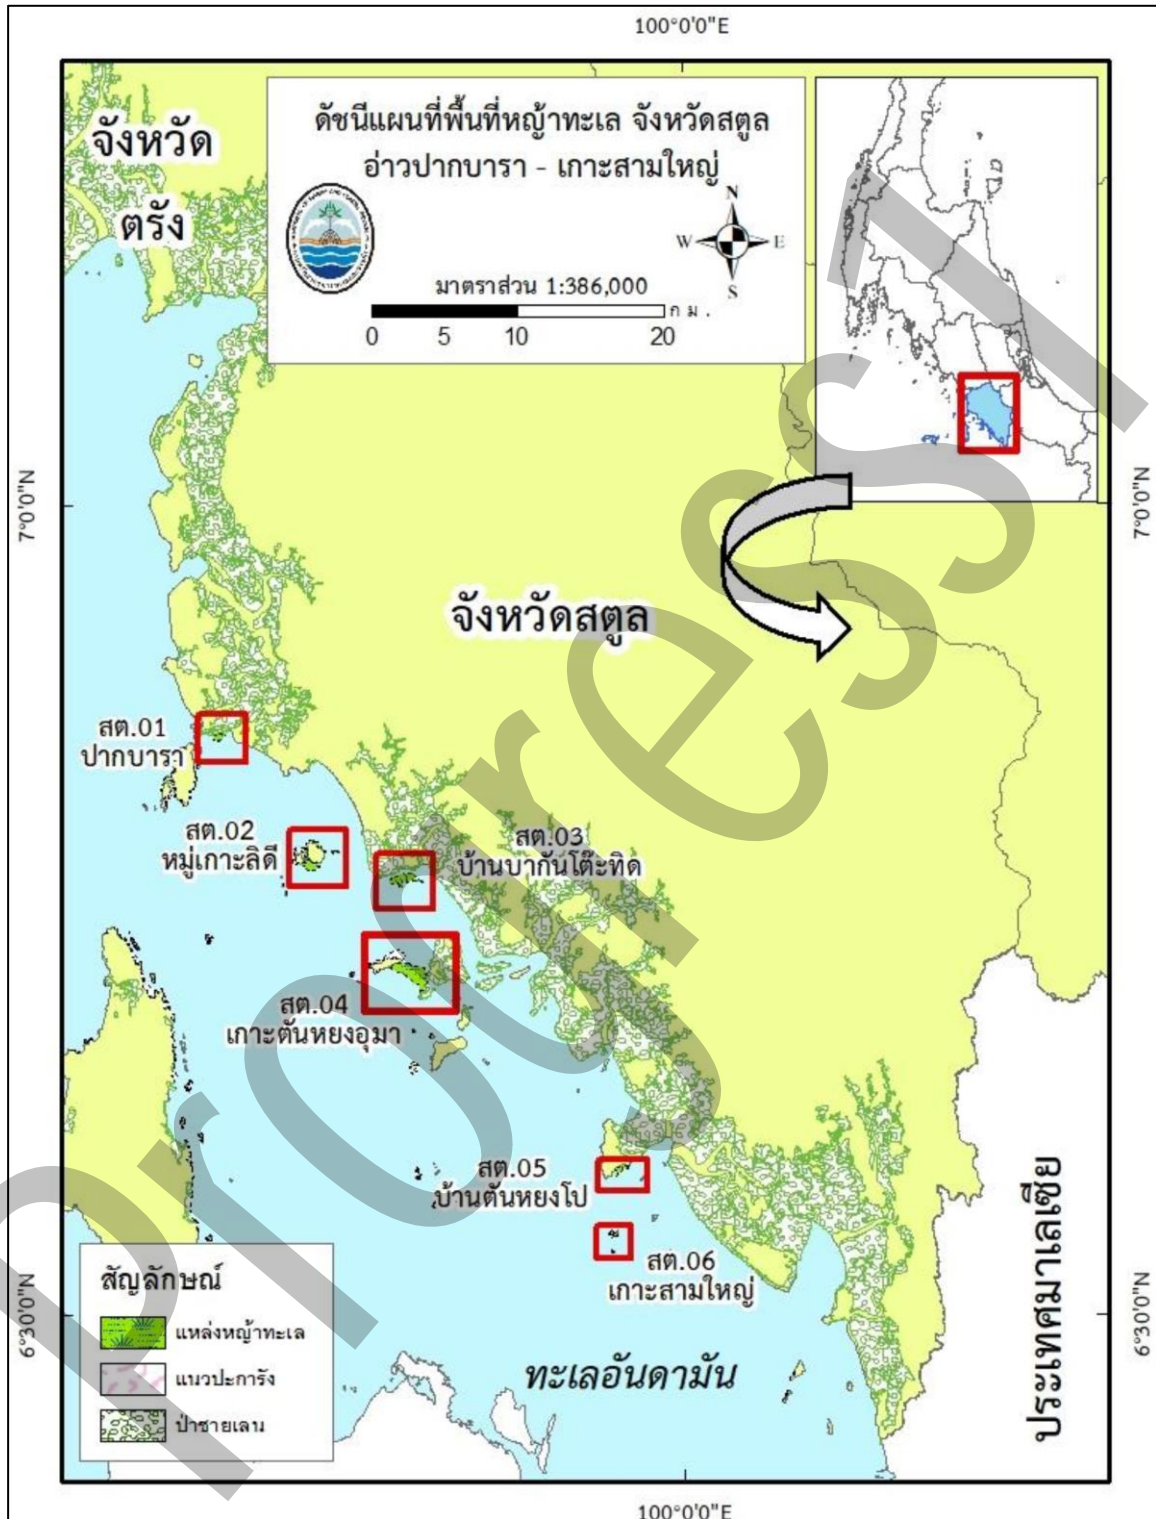 100°0'0"E
ดัชนีแผนที่พื้นที่หญ้าทะเล จังหวัดสตูล
อ่าวปากบารา - เกาะสามใหญ่
N
W
E
S
มาตราส่วน 1:386,000
กม.
0 5 10 20
จังหวัด
ตรัง
7°0'0"N
7°0'0"N
จังหวัดสตูล
สต.01
ปากบารา
สต.02
หมู่เกาะลิดี
สต.03
บ้านบากันโต๊ะทิด
สต.04
เกาะตันหยงอุมา
สต.05
บ้านตันหยงโป
สต.06
เกาะสามใหญ่
ประเทศมาเลเซีย
6°30'0"N
6°30'0"N
สัญลักษณ์
แหล่งหญ้าทะเล
แนวปะการัง
ป่าชายเลน
ทะเลอันดามัน
100°0'0"E
Progress1